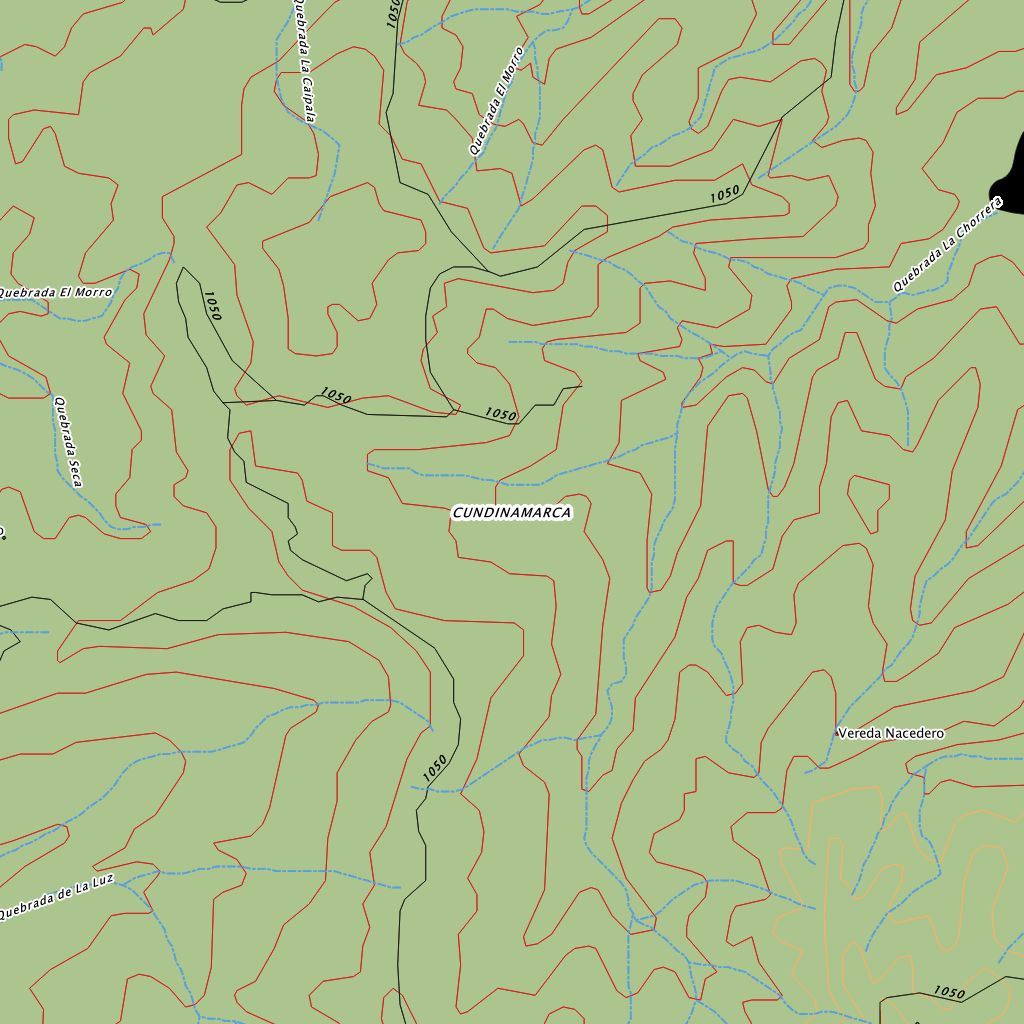 1050
Quebrada La Caipala
Quebrada El Morro
1050
Quebrada La Chorrera
Quebrada El Morro
1050
1050
1050
Quebrada Seca
CUNDINAMARCA
Vereda Nacedero
1050
Quebrada de La Luz
1050